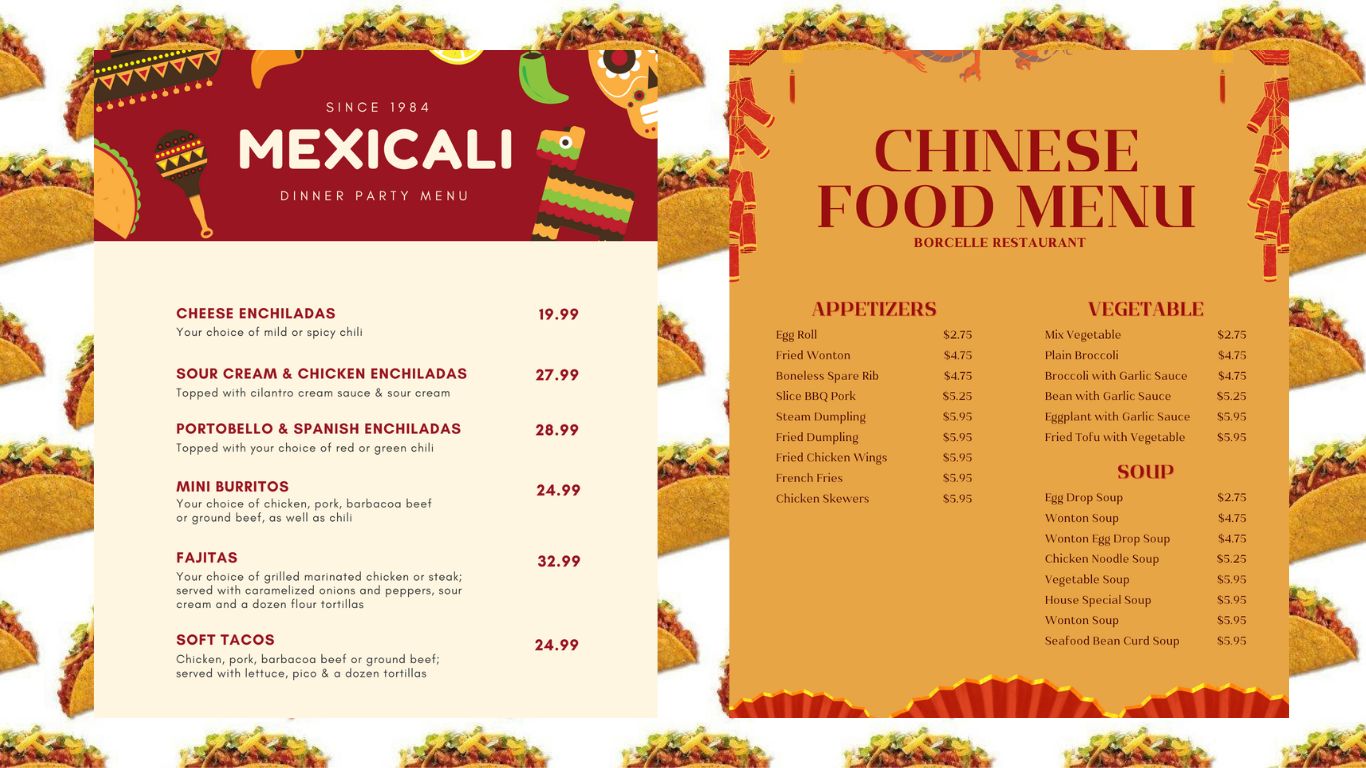 SINCE 1984
MEXICALI
DINNER PARTY MENU
CHEESE ENCHILADAS 19.99
Your choice of mild or spicy chili
SOUR CREAM & CHICKEN ENCHILADAS 27.99
Topped with cilantro cream sauce & sour cream
PORTOBELLO & SPANISH ENCHILADAS 28.99
Topped with your choice of red or green chili
MINI BURRITOS 24.99
Your choice of chicken, pork, barbacoa beef
or ground beef, as well as chili
FAJITAS 32.99
Your choice of grilled marinated chicken or steak;
served with caramelized onions and peppers, sour
cream and a dozen flour tortillas
SOFT TACOS 24.99
Chicken, pork, barbacoa beef or ground beef;
served with lettuce, pico & a dozen tortillas
CHINESE
FOOD MENU
BORCELLE RESTAURANT
APPETIZERS
Egg Roll $2.75
Fried Wonton $4.75
Boneless Spare Rib $4.75
Slice BBQ Pork $5.25
Steam Dumpling $5.95
Fried Dumpling $5.95
Fried Chicken Wings $5.95
French Fries $5.95
Chicken Skewers $5.95
VEGETABLE
Mix Vegetable $2.75
Plain Broccoli $4.75
Broccoli with Garlic Sauce $4.75
Bean with Garlic Sauce $5.25
Eggplant with Garlic Sauce $5.95
Fried Tofu with Vegetable $5.95
SOUP
Egg Drop Soup $2.75
Wonton Soup $4.75
Wonton Egg Drop Soup $4.75
Chicken Noodle Soup $5.25
Vegetable Soup $5.95
House Special Soup $5.95
Wonton Soup $5.95
Seafood Bean Curd Soup $5.95